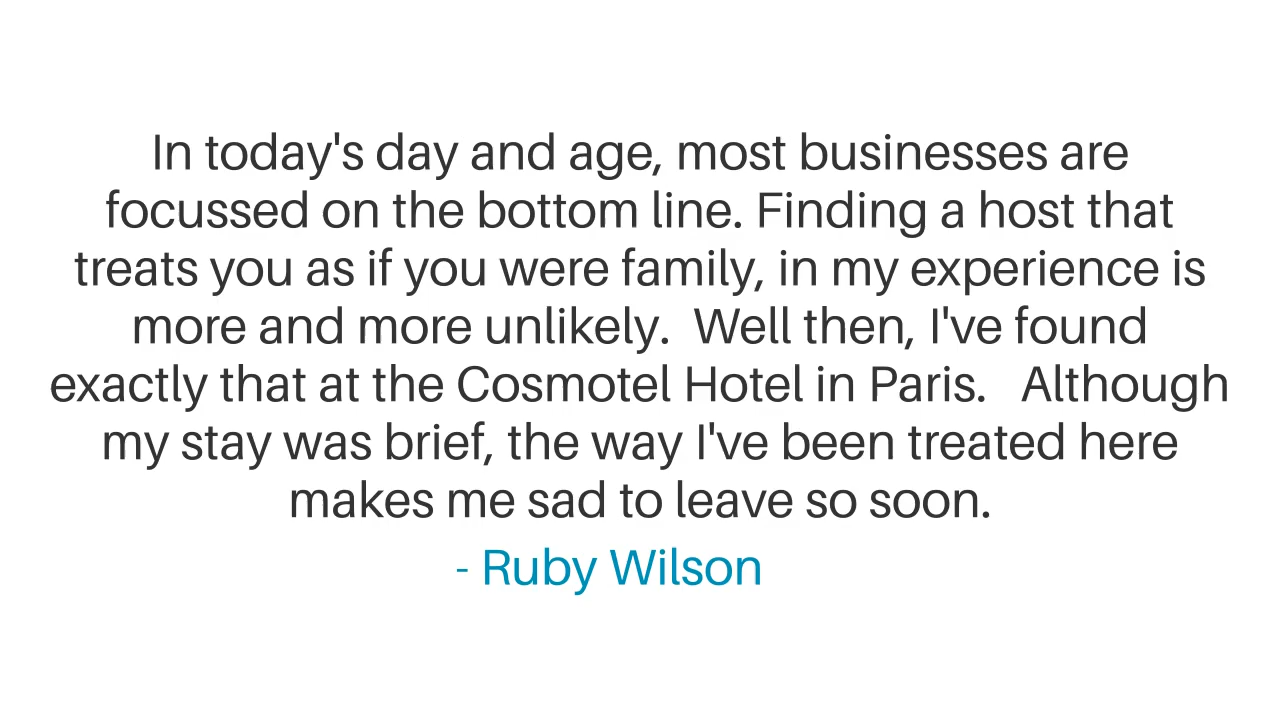 In today's day and age, most businesses are
focussed on the bottom line. Finding a host that
treats you as if you were family, in my experience is
more and more unlikely.  Well then, I've found
exactly that at the Cosmotel Hotel in Paris.   Although
my stay was brief, the way I've been treated here
makes me sad to leave so soon.
- Ruby Wilson